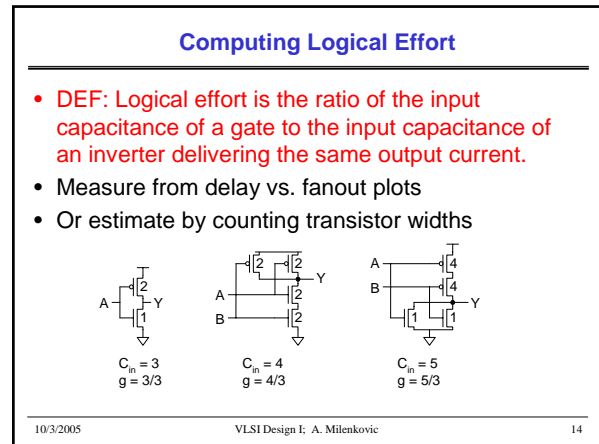 Computing Logical Effort
• DEF: Logical effort is the ratio of the input
capacitance of a gate to the input capacitance of
an inverter delivering the same output current.
• Measure from delay vs. fanout plots
• Or estimate by counting transistor widths
A 2 1 Y
Cin = 3
g = 3/3
2 2 Y
A 2
B 2
Cin = 4
g = 4/3
A 4
B 4
1 1 Y
Cin = 5
g = 5/3
10/3/2005 VLSI Design I; A. Milenkovic 14